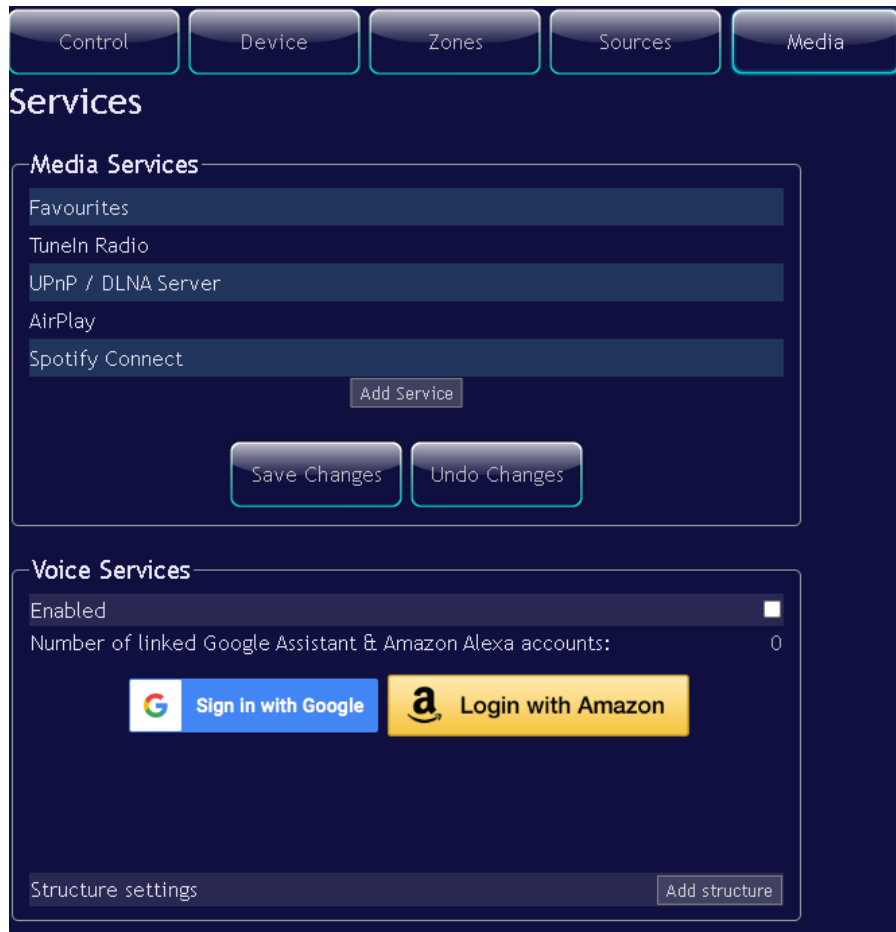 Control Device Zones Sources Media
Services
Media Services
Favourites
TuneIn Radio
UPnP / DLNA Server
AirPlay
Spotify Connect
Add Service
Save Changes Undo Changes
Voice Services
Enabled
Number of linked Google Assistant & Amazon Alexa accounts: 0
G Sign in with Google a Login with Amazon
Structure settings Add structure